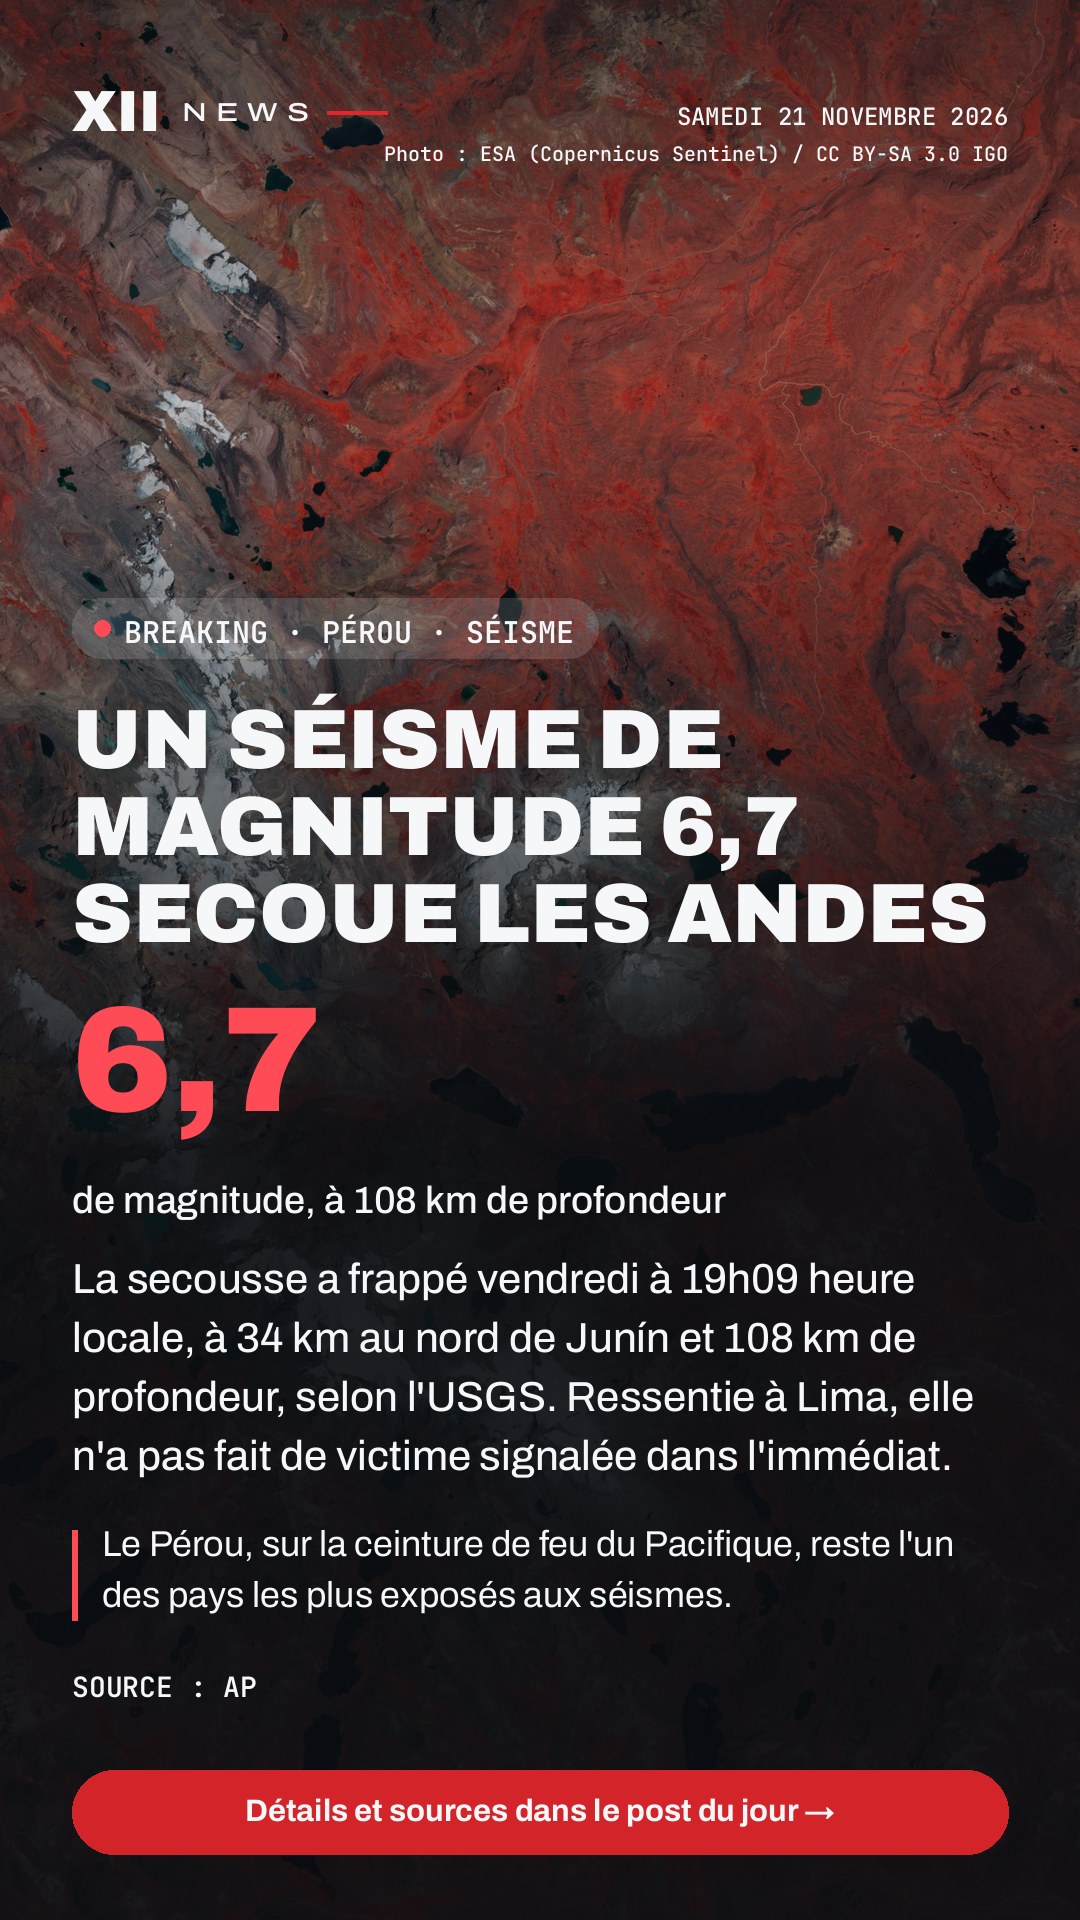 XII NEWS
SAMEDI 21 NOVEMBRE 2026
Photo : ESA (Copernicus Sentinel) / CC BY-SA 3.0 IGO
BREAKING · PÉROU · SÉISME
UN SÉISME DE
MAGNITUDE 6,7
SECOUE LES ANDES
6,7
de magnitude, à 108 km de profondeur
La secousse a frappé vendredi à 19h09 heure
locale, à 34 km au nord de Junín et 108 km de
profondeur, selon l'USGS. Ressentie à Lima, elle
n'a pas fait de victime signalée dans l'immédiat.
Le Pérou, sur la ceinture de feu du Pacifique, reste l'un
des pays les plus exposés aux séismes.
SOURCE : AP
Détails et sources dans le post du jour →